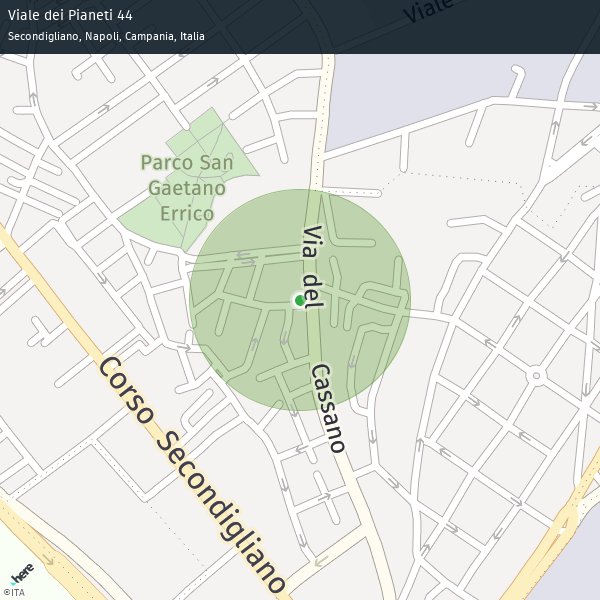 Viale dei Pianeti 44
Secondigliano, Napoli, Campania, Italia
Viale
Parco San
Gaetano
Errico
Via del
Cassano
Corso Secondigliano
here
©ITA